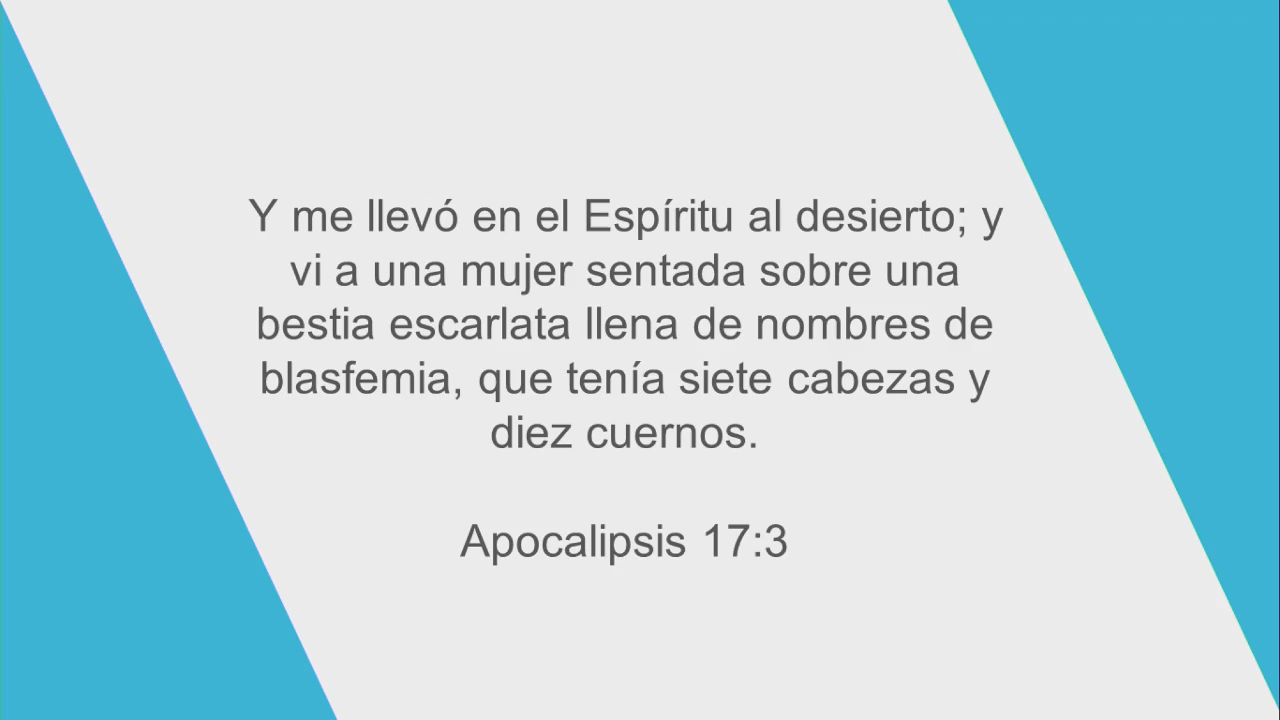 Y me llevó en el Espíritu al desierto; y
vi a una mujer sentada sobre una
bestia escarlata llena de nombres de
blasfemia, que tenía siete cabezas y
diez cuernos.
Apocalipsis 17:3